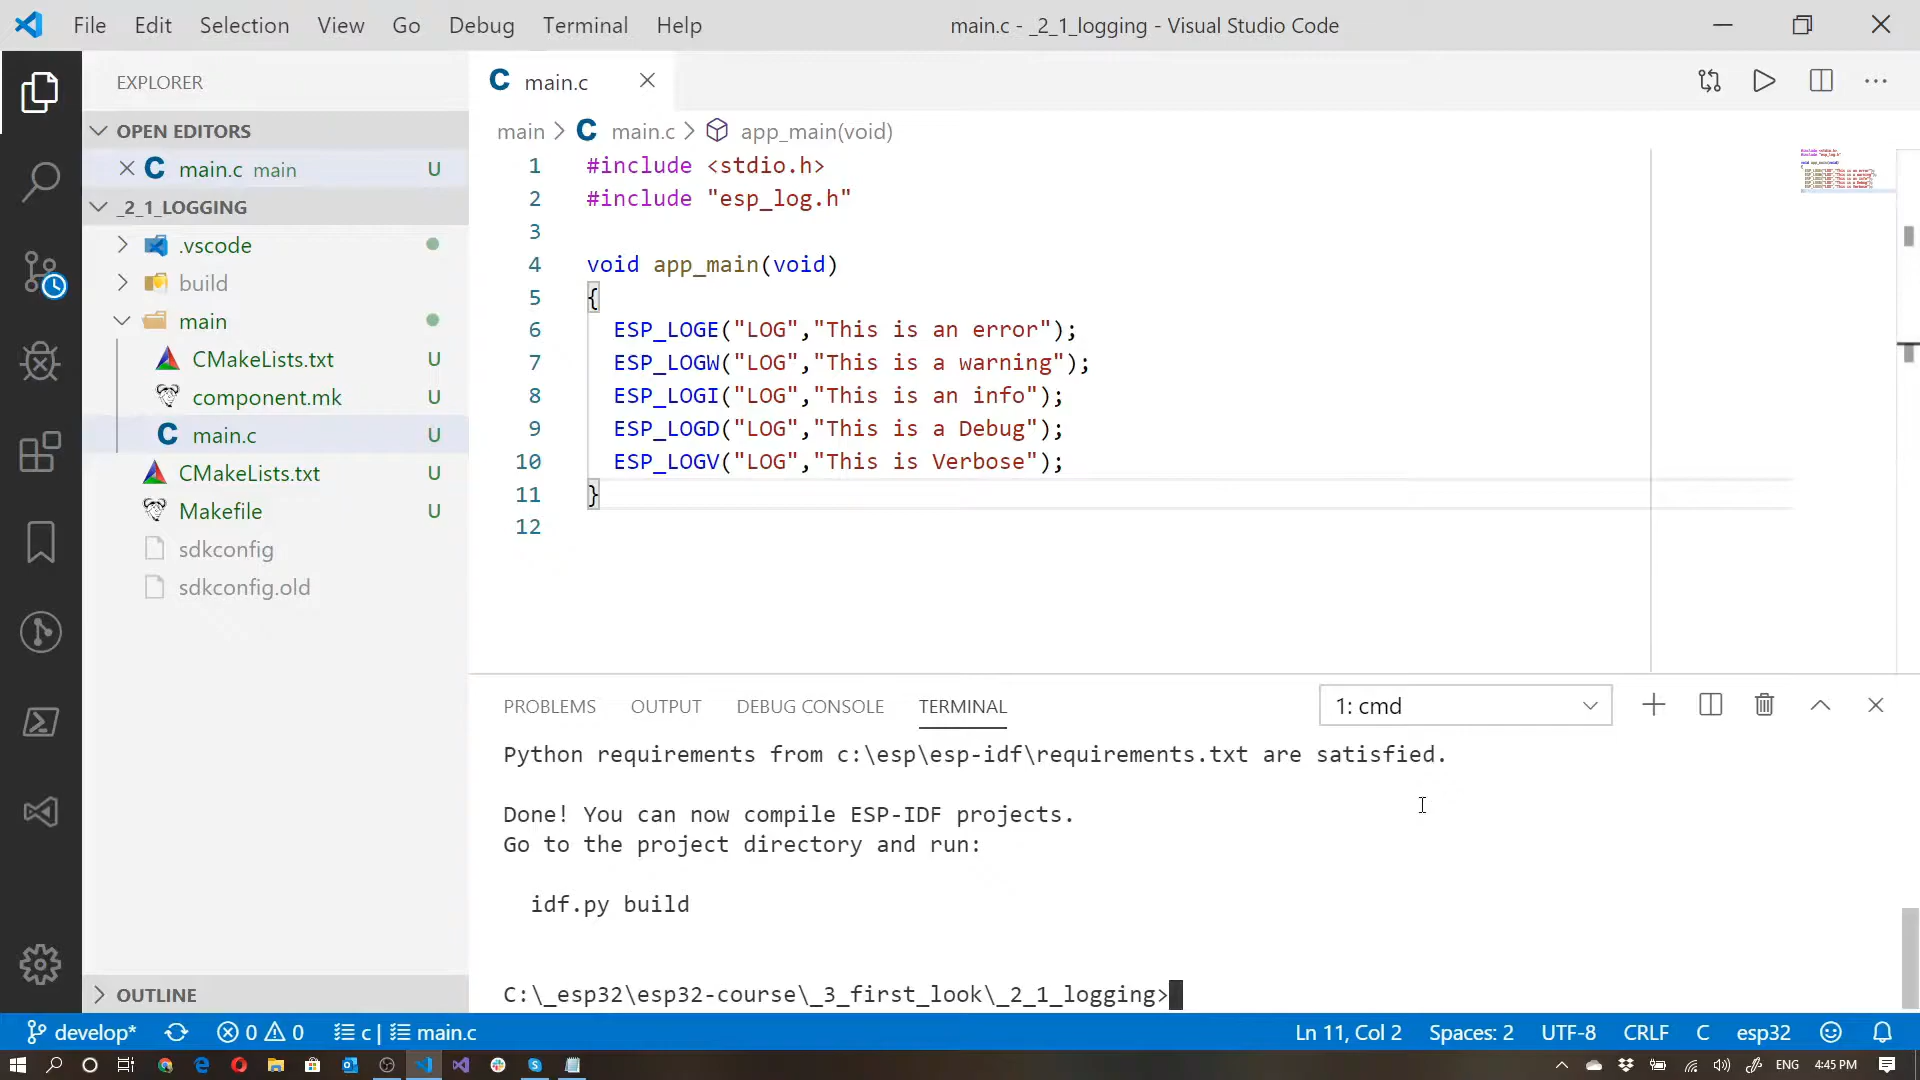 File Edit Selection View Go Debug Terminal Help
main.c - _2_1_logging - Visual Studio Code
EXPLORER
OPEN EDITORS
main.c main U
_2_1_LOGGING
.vscode
build
main
CMakeLists.txt U
component.mk U
main.c U
CMakeLists.txt U
Makefile U
sdkconfig
sdkconfig.old
OUTLINE
main.c
main > main.c > app_main(void)
1 #include <stdio.h>
2 #include "esp_log.h"
3
4 void app_main(void)
5 {
6 ESP_LOGE("LOG","This is an error");
7 ESP_LOGW("LOG","This is a warning");
8 ESP_LOGI("LOG","This is an info");
9 ESP_LOGD("LOG","This is a Debug");
10 ESP_LOGV("LOG","This is Verbose");
11 }
12
PROBLEMS OUTPUT DEBUG CONSOLE TERMINAL
1: cmd
Python requirements from c:\esp\esp-idf\requirements.txt are satisfied.
Done! You can now compile ESP-IDF projects.
Go to the project directory and run:
idf.py build
C:\_esp32\esp32-course\_3_first_look\_2_1_logging>
develop* 0 0 c | main.c
Ln 11, Col 2 Spaces: 2 UTF-8 CRLF C esp32
ENG 4:45 PM